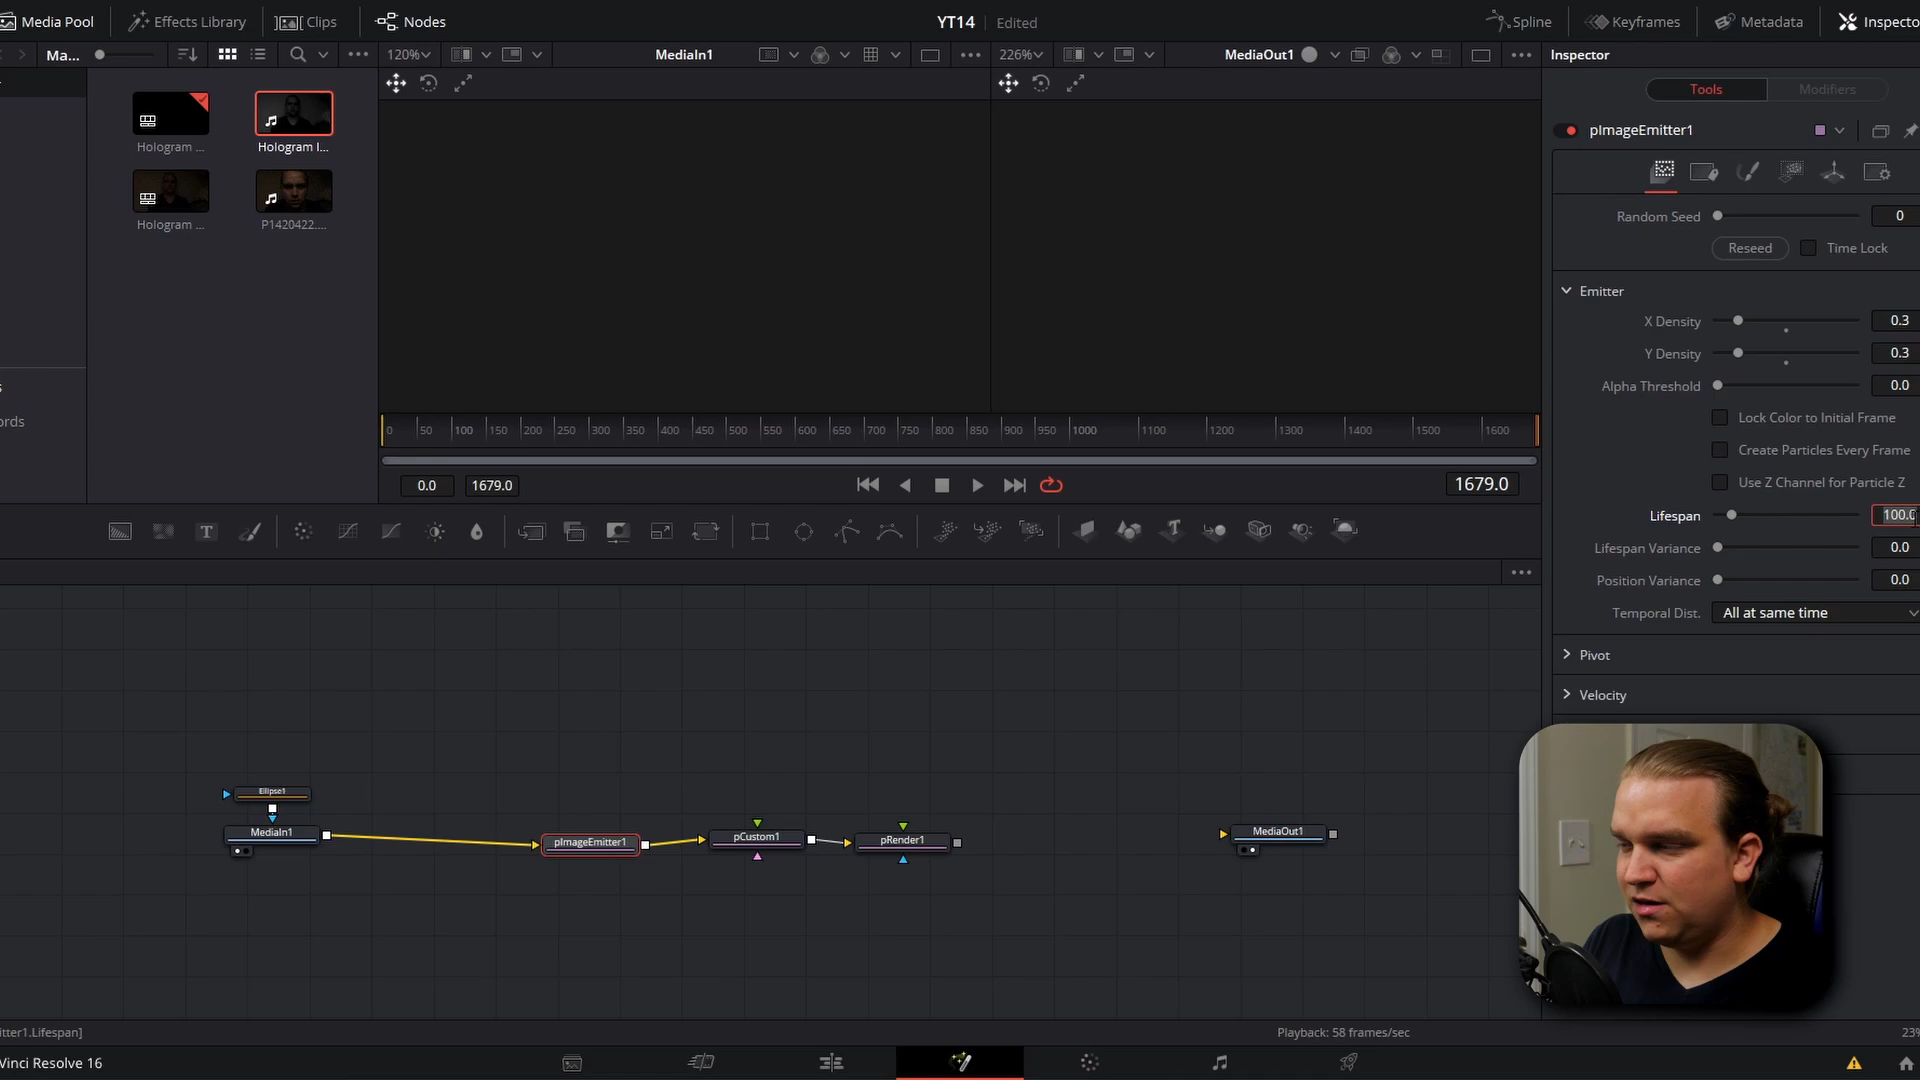 Media Pool
Effects Library
Clips
Nodes
YT14
Edited
Spline
Keyframes
Metadata
Inspecto
Ma...
120%
MediaIn1
226%
MediaOut1
Inspector
Tools
Modifiers
pImageEmitter1
Hologram ...
Hologram I...
Hologram ...
P1420422....
Random Seed
0
Reseed
Time Lock
Emitter
X Density
0.3
Y Density
0.3
Alpha Threshold
0.0
Lock Color to Initial Frame
Create Particles Every Frame
Use Z Channel for Particle Z
Lifespan
100.0
Lifespan Variance
0.0
Position Variance
0.0
Temporal Dist.
All at same time
Pivot
Velocity
s
ords
0 50 100 150 200 250 300 350 400 450 500 550 600 650 700 750 800 850 900 950 1000 1100 1200 1300 1400 1500 1600
0.0
1679.0
1679.0
Ellipse1
MediaIn1
pImageEmitter1
pCustom1
pRender1
MediaOut1
tter1.Lifespan]
Playback: 58 frames/sec
23%
Vinci Resolve 16